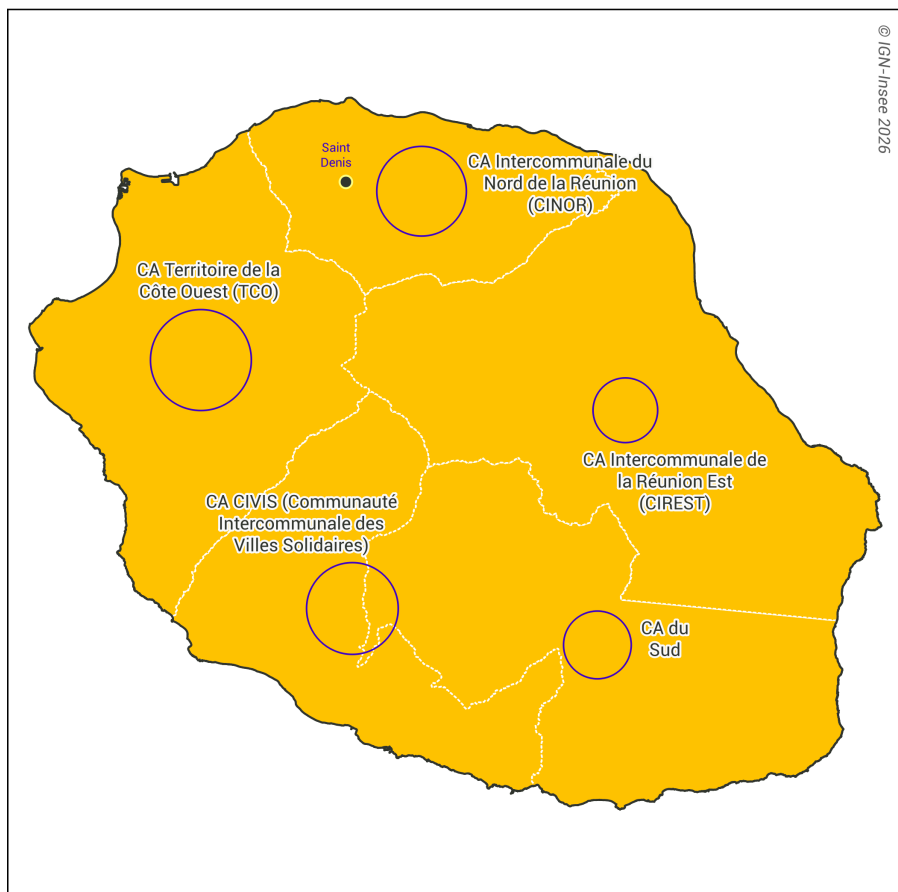 © IGN-Insee 2026
Saint
Denis
CA Intercommunale du
Nord de la Réunion
(CINOR)
CA Territoire de la
Côte Ouest (TCO)
CA Intercommunale de
la Réunion Est
(CIREST)
CA CIVIS (Communauté
Intercommunale des
Villes Solidaires)
CA du
Sud